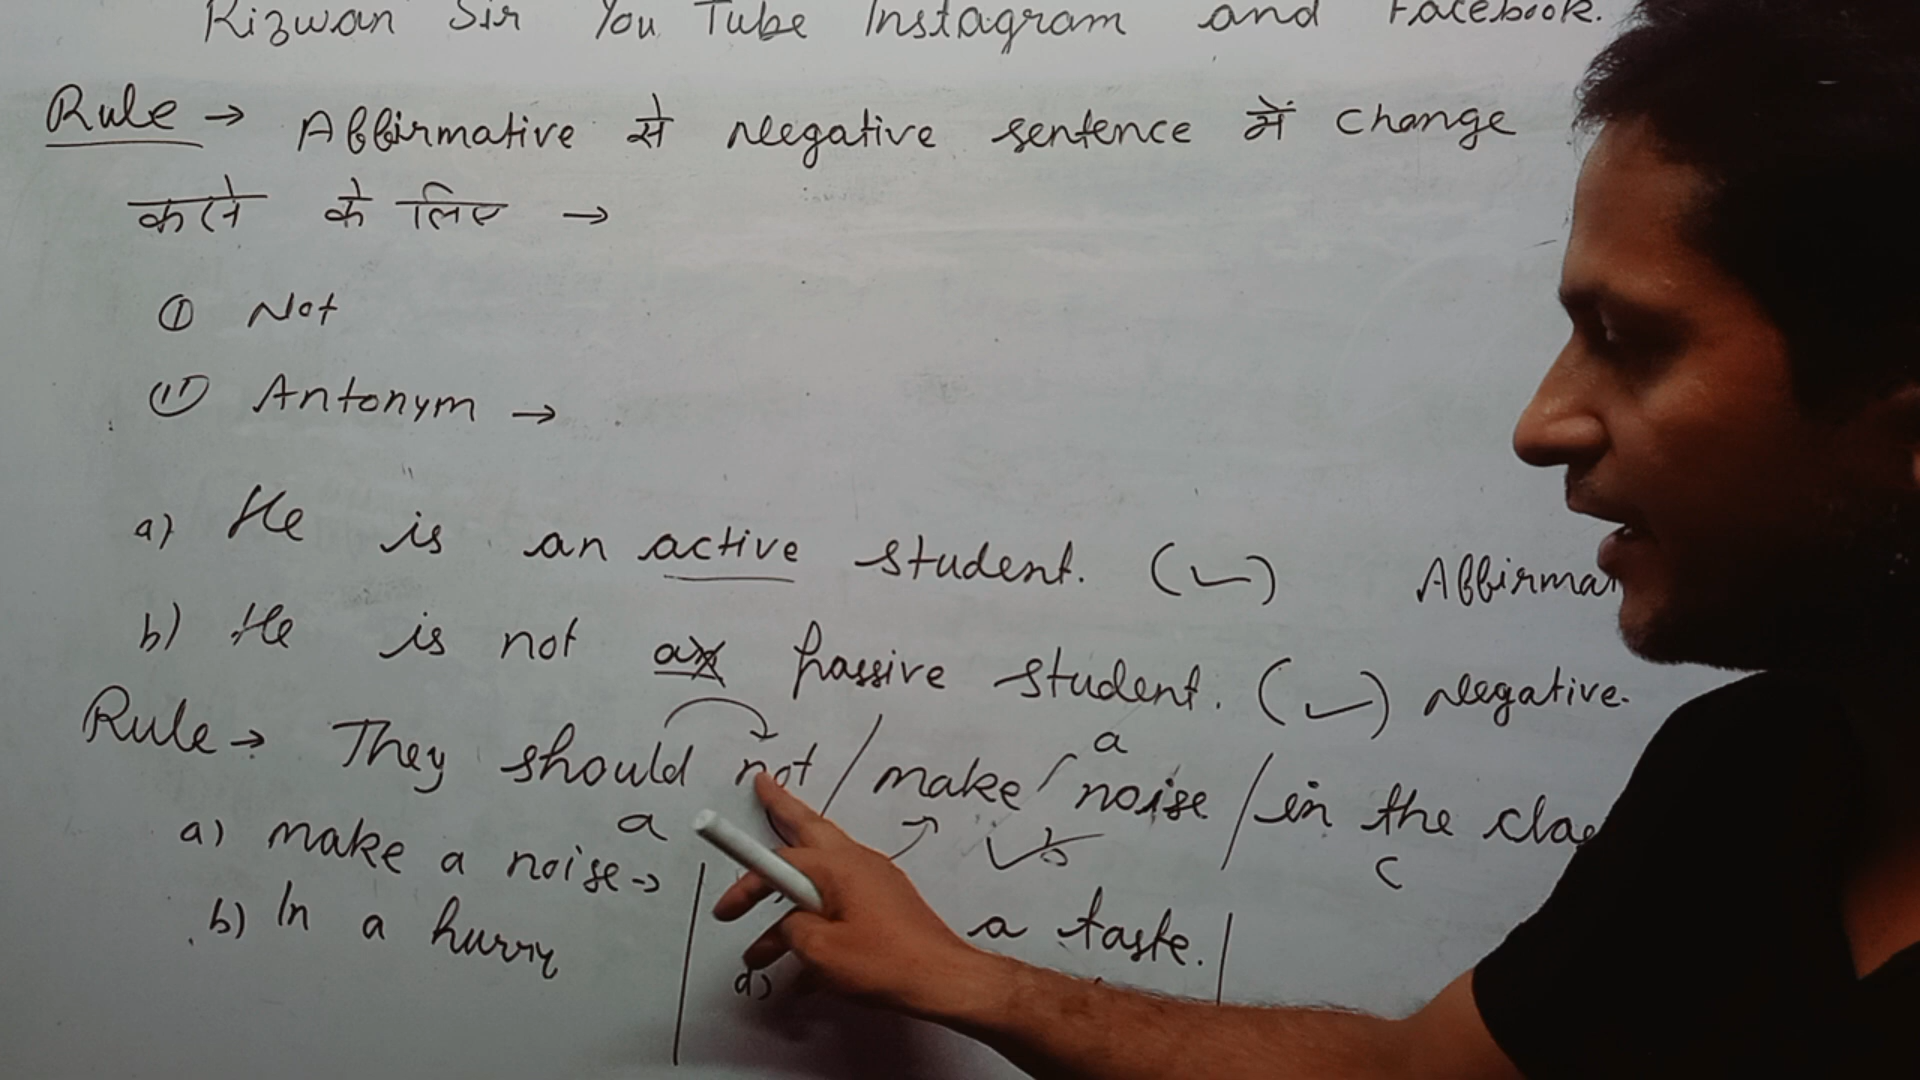 Rizwan Sir You Tube Instagram and Facebook.
Rule → Affirmative से Negative sentence में change
करने के लिए →
(I) Not
(II) Antonym →
a) He is an active student. (✓) Affirma
b) He is not a passive student. (✓) Negative.
Rule → They should not / make a noise / in the clas
a b c
a) make a noise →
b) In a hurry
a taste.
d)